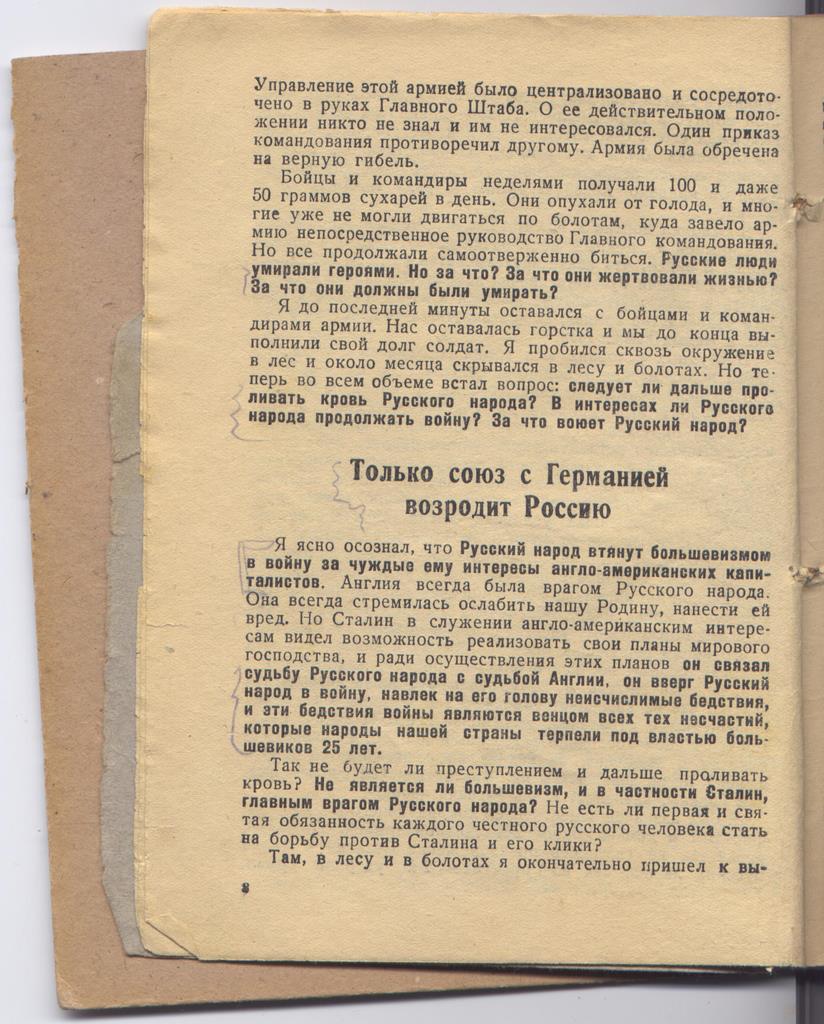 Управление этой армией было централизовано и сосредото-
чено в руках Главного Штаба. О ее действительном поло-
жении никто не знал и им не интересовался. Один приказ
командования противоречил другому. Армия была обречена
на верную гибель.
Бойцы и командиры неделями получали 100 и даже
50 граммов сухарей в день. Они опухали от голода, и мно-
гие уже не могли двигаться по болотам, куда завело ар-
мию непосредственное руководство Главного командования.
Но все продолжали самоотверженно биться. Русские люди
умирали героями. Но за что? За что они жертвовали жизнью?
За что они должны были умирать?
Я до последней минуты оставался с бойцами и коман-
дирами армии. Нас оставалась горстка и мы до конца вы-
полнили свой долг солдат. Я пробился сквозь окружение
в лес и около месяца скрывался в лесу и болотах. Но те-
перь во всем объеме встал вопрос: следует ли дальше про-
ливать кровь Русского народа? В интересах ли Русского
народа продолжать войну? За что воюет Русский народ?
Только союз с Германией
возродит Россию
Я ясно осознал, что Русский народ втянут большевизмом
в войну за чуждые ему интересы англо-американских капи-
талистов. Англия всегда была врагом Русского народа.
Она всегда стремилась ослабить нашу Родину, нанести ей
вред. Но Сталин в служении англо-американским интере-
сам видел возможность реализовать свои планы мирового
господства, и ради осуществления этих планов он связал
судьбу Русского народа с судьбой Англии, он вверг Русский
народ в войну, навлек на его голову неисчислимые бедствия,
и эти бедствия войны являются венцом всех тех несчастий,
которые народы нашей страны терпели под властью боль-
шевиков 25 лет.
Так не будет ли преступлением и дальше проливать
кровь? Не является ли большевизм, и в частности Сталин,
главным врагом Русского народа? Не есть ли первая и свя-
тая обязанность каждого честного русского человека стать
на борьбу против Сталина и его клики?
Там, в лесу и в болотах я окончательно пришел к вы-
8